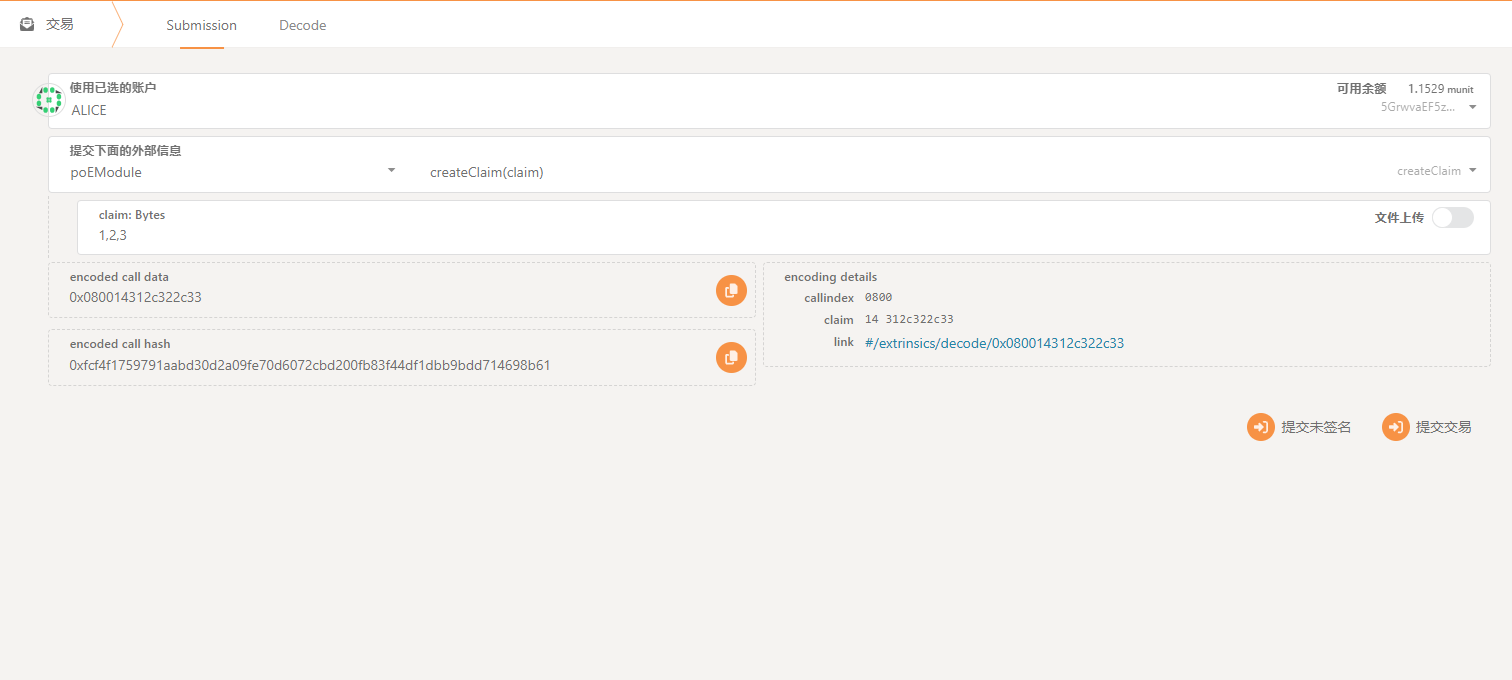 交易
Submission
Decode
使用已选的账户
ALICE
可用余额 1.1529 munit
5GrwvaEF5z...
提交下面的外部信息
poEModule
createClaim(claim)
createClaim
claim: Bytes
1,2,3
文件上传
encoded call data
0x080014312c322c33
encoded call hash
0xfcf4f1759791aabd30d2a09fe70d6072cbd200fb83f44df1dbb9bdd714698b61
encoding details
callindex 0800
claim 14 312c322c33
link #/extrinsics/decode/0x080014312c322c33
提交未签名
提交交易